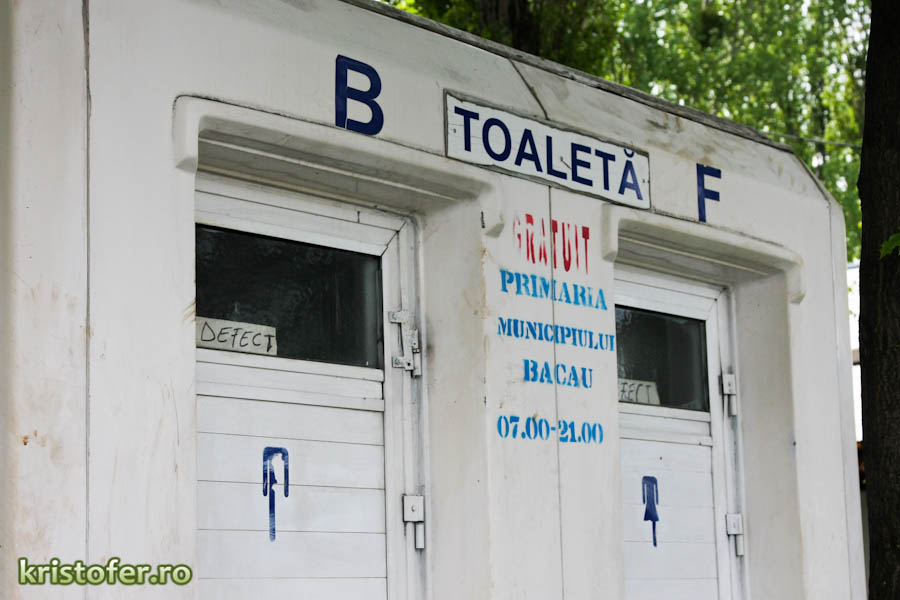 B
TOALETĂ
F
GRATUIT
PRIMARIA
MUNICIPIULUI
BACAU
07.00-21.00
DEFECT
kristofer.ro